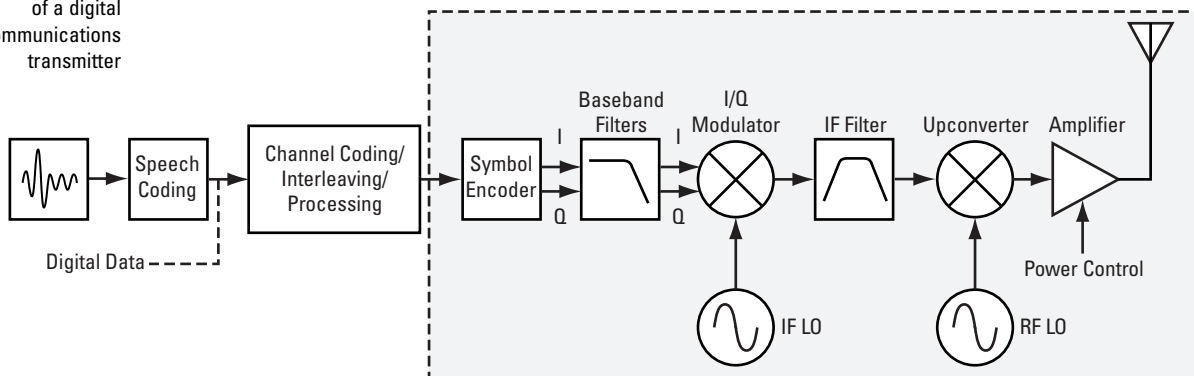 of a digital
transmitter
Baseband
Filters
I/Q
Modulator
IF Filter
Upconverter
Amplifier
Speech
Coding
Channel Coding/
Interleaving/
Processing
Symbol
Encoder
I
Q
I
Q
Digital Data
Power Control
IF LO
RF LO